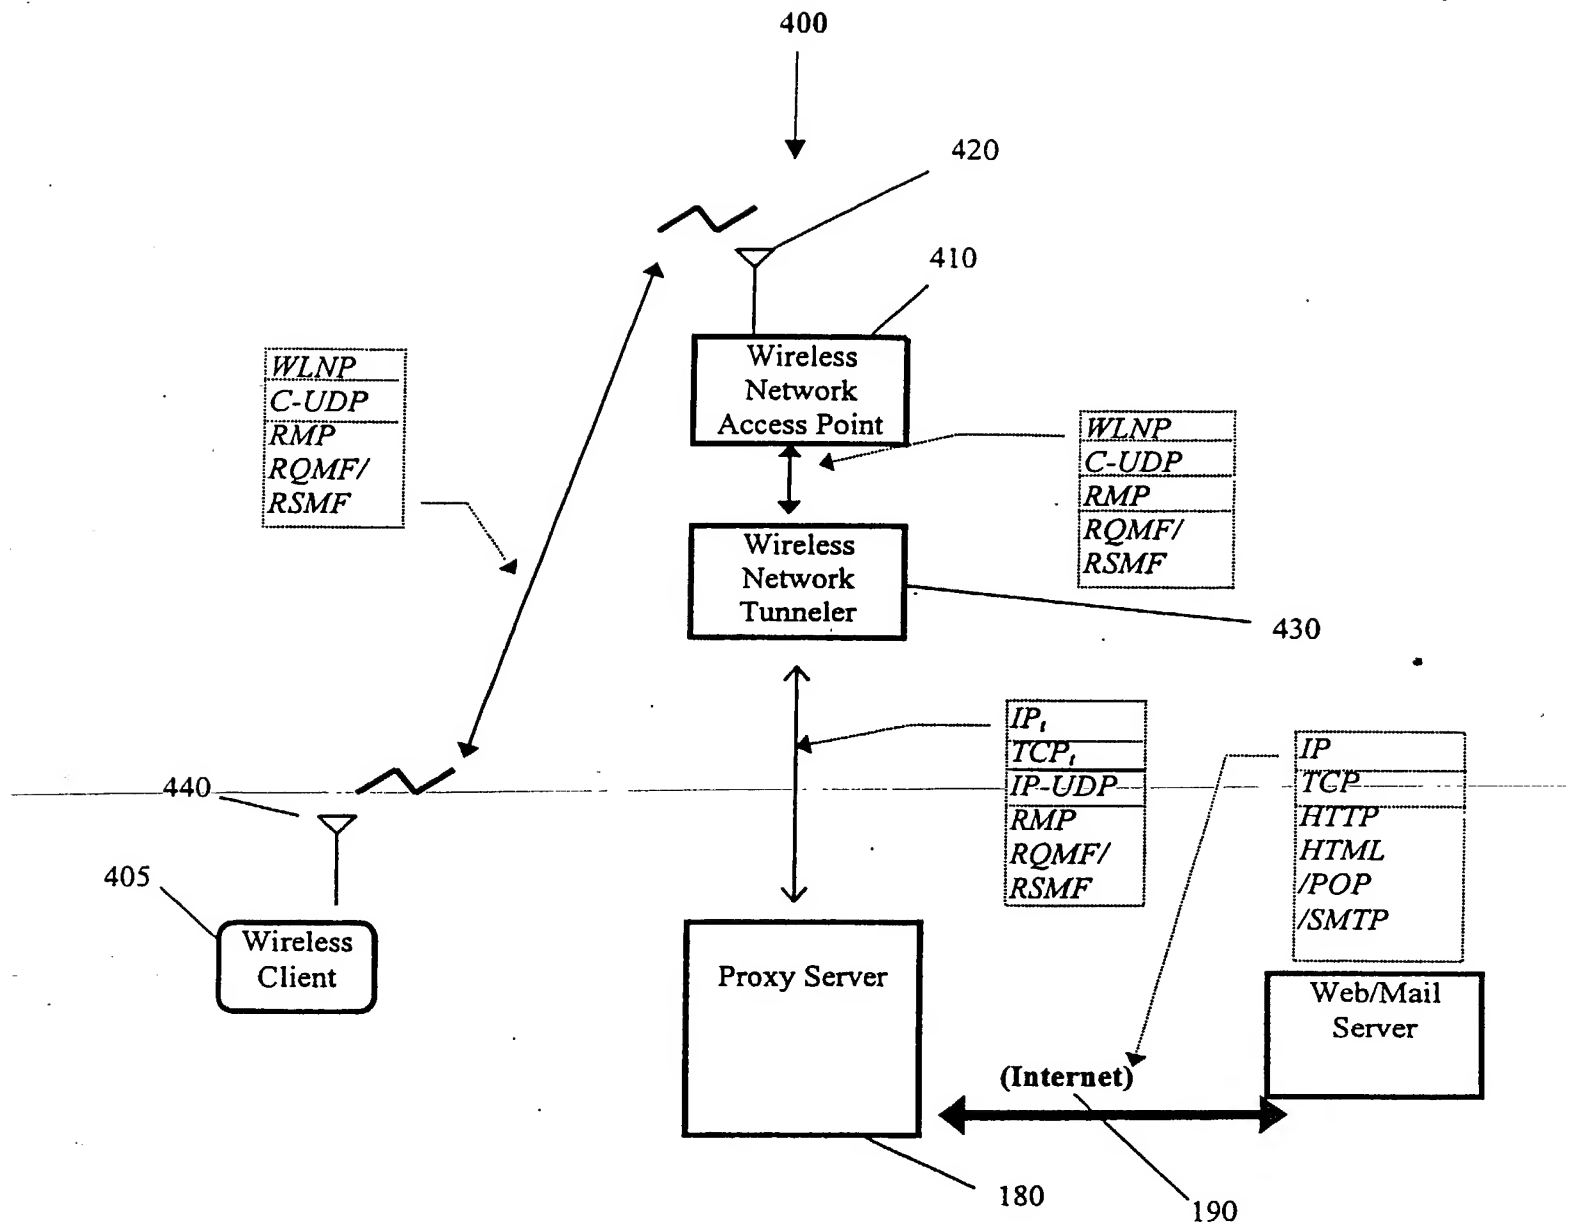 400
420
410
Wireless
Network
Access Point
WLNP
C-UDP
RMP
RQMF/
RSMF
WLNP
C-UDP
RMP
RQMF/
RSMF
Wireless
Network
Tunneler
430
IPt
TCPt
IP-UDP
RMP
RQMF/
RSMF
IP
TCP
HTTP
HTML
/POP
/SMTP
440
405
Wireless
Client
Proxy Server
Web/Mail
Server
(Internet)
180
190